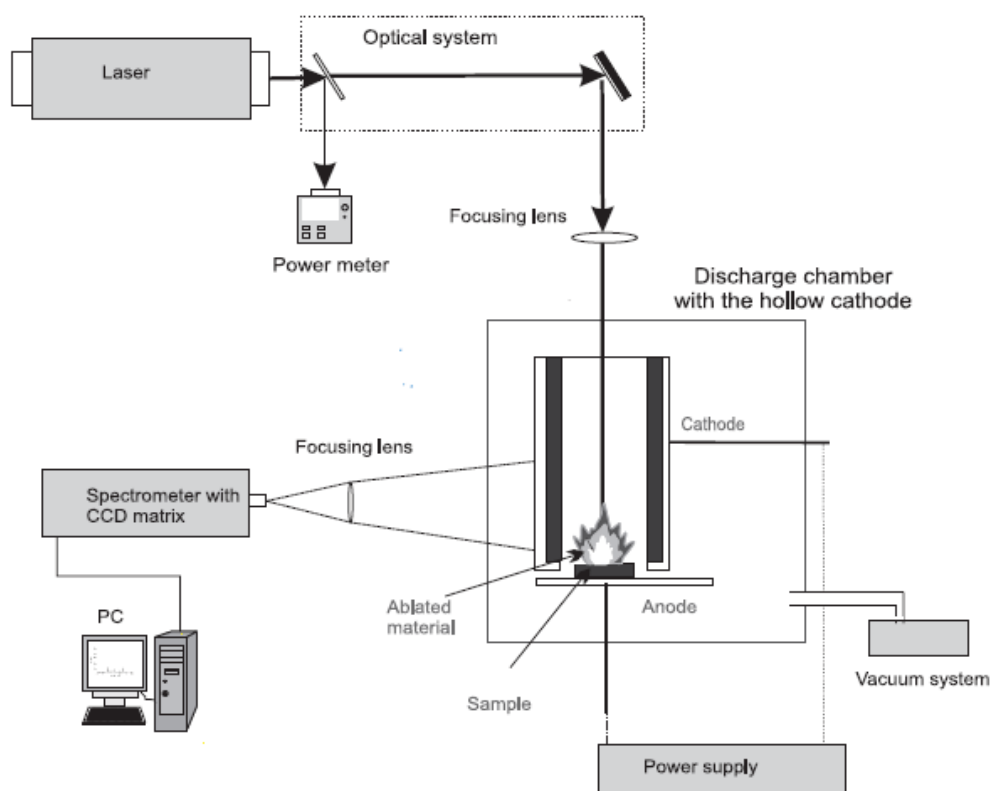 Optical system
Laser
Focusing lens
Power meter
Discharge chamber
with the hollow cathode
Cathode
Focusing lens
Spectrometer with
CCD matrix
Ablated
material
Anode
PC
Sample
Vacuum system
Power supply